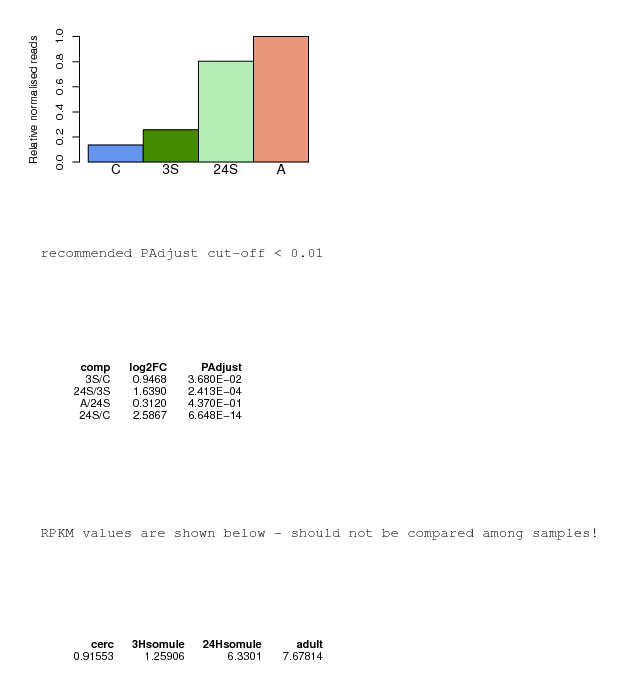 Relative normalised reads
1.0
0.8
0.6
0.4
0.2
0.0
C 3S 24S A
recommended PAdjust cut-off < 0.01
comp log2FC PAdjust
3S/C 0.9468 3.680E−02
24S/3S 1.6390 2.413E−04
A/24S 0.3120 4.370E−01
24S/C 2.5867 6.648E−14
RPKM values are shown below - should not be compared among samples!
cerc 3Hsomule 24Hsomule adult
0.91553 1.25906 6.3301 7.67814